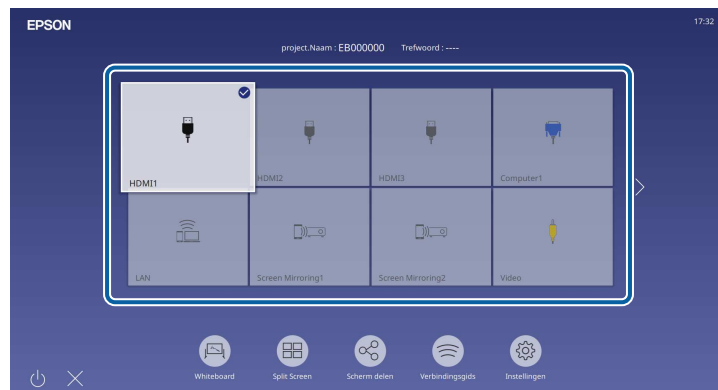 EPSON
17:32
project.Naam : EB000000 Trefwoord : ----
HDMI1
HDMI2
HDMI3
Computer1
LAN
Screen Mirroring1
Screen Mirroring2
Video
Whiteboard
Split Screen
Scherm delen
Verbindingsgids
Instellingen